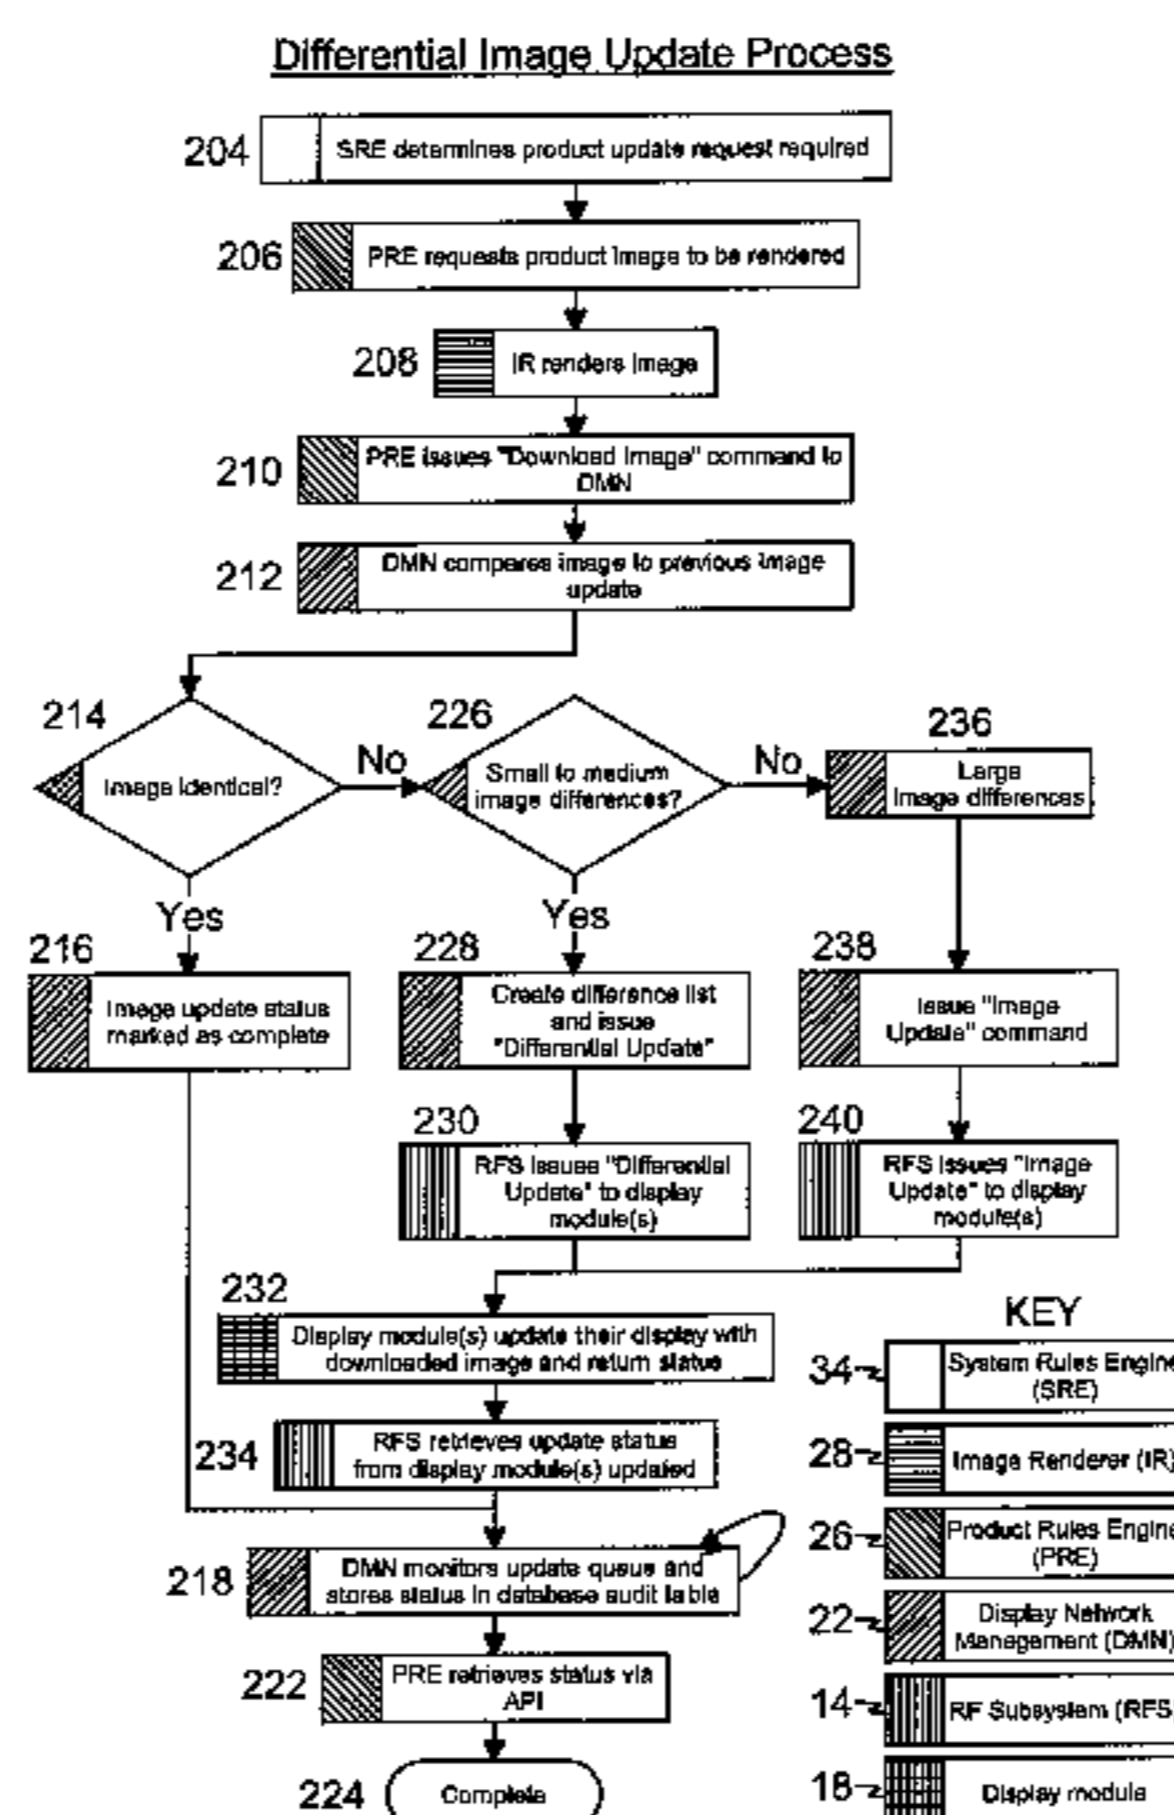 Differential Image Update Process
204
SRE determines product update request required
206
PRE requests product image to be rendered
208
IR renders image
210
PRE issues "Download Image" command to
DMN
212
DMN compares image to previous image
update
214
Image identical?
No
226
Small to medium
image differences?
No
236
Large
Image differences
Yes
Yes
216
Image update status
marked as complete
228
Create difference list
and issue
"Differential Update"
238
Issue "Image
Update" command
230
RFS issues "Differential
Update" to display
module(s)
240
RFS issues "Image
Update" to display
module(s)
232
Display module(s) update their display with
downloaded image and return status
234
RFS retrieves update status
from display module(s) updated
218
DMN monitors update queue and
stores status in database audit table
222
PRE retrieves status via
API
224
Complete
KEY
34
System Rules Engine
(SRE)
28
Image Renderer (IR)
26
Product Rules Engine
(PRE)
22
Display Network
Management (DMN)
14
RF Subsystem (RFS
18
Display module